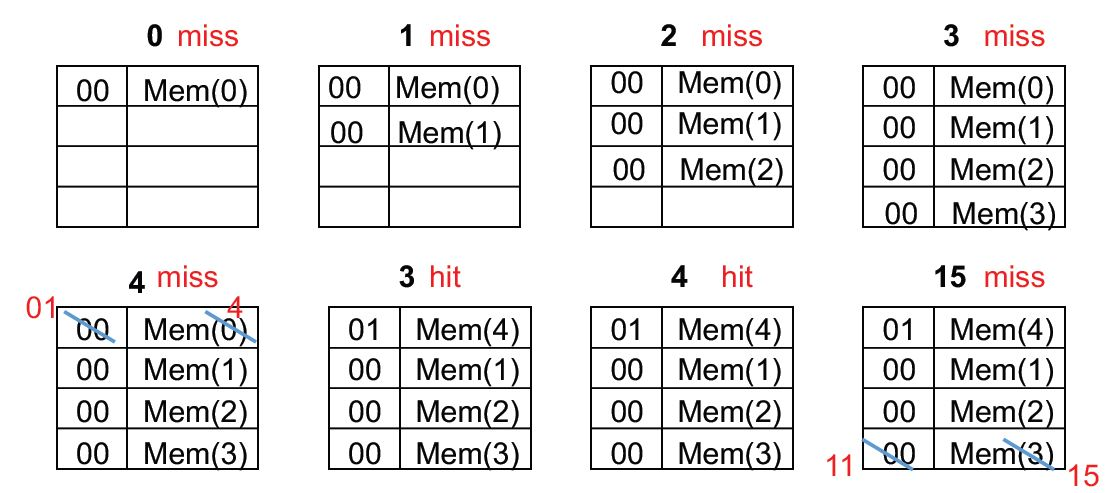 0 miss
00 Mem(0)
1 miss
00 Mem(0)
00 Mem(1)
2 miss
00 Mem(0)
00 Mem(1)
00 Mem(2)
3 miss
00 Mem(0)
00 Mem(1)
00 Mem(2)
00 Mem(3)
4 miss
01 4
00 Mem(0)
00 Mem(1)
00 Mem(2)
00 Mem(3)
3 hit
01 Mem(4)
00 Mem(1)
00 Mem(2)
00 Mem(3)
4 hit
01 Mem(4)
00 Mem(1)
00 Mem(2)
00 Mem(3)
15 miss
01 Mem(4)
00 Mem(1)
00 Mem(2)
00 Mem(3)
11 15